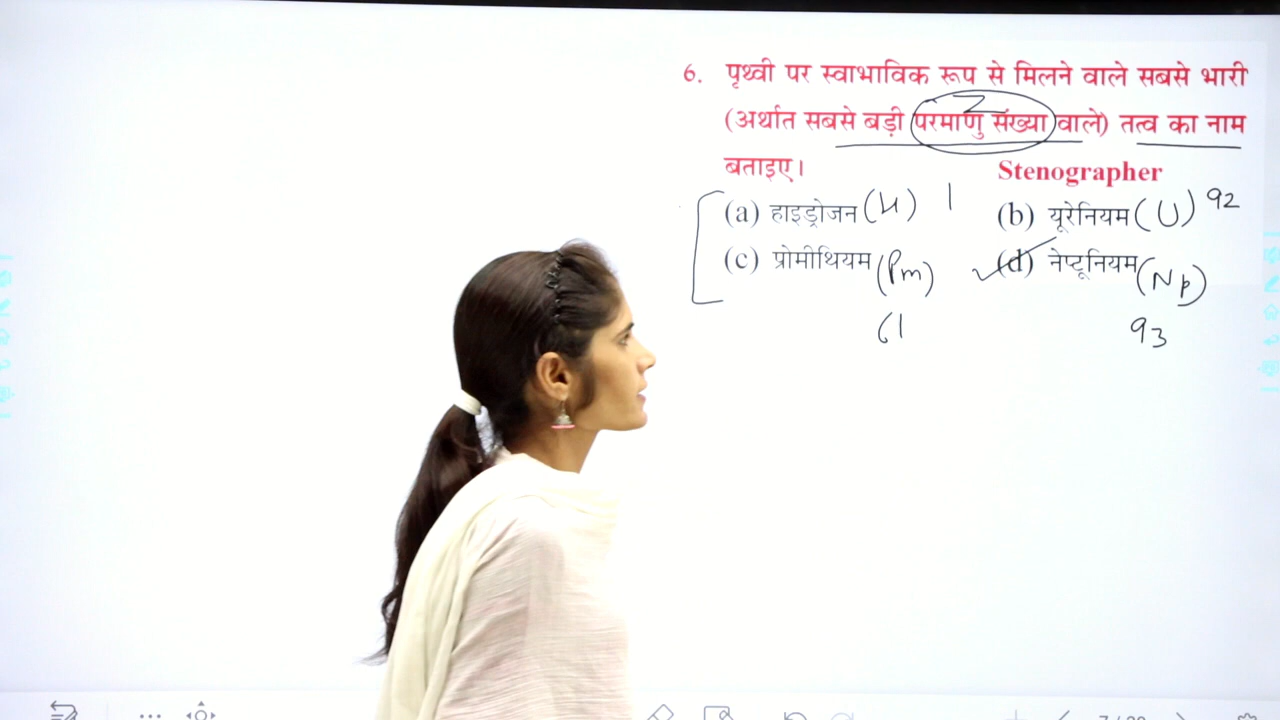 6. पृथ्वी पर स्वाभाविक रूप से मिलने वाले सबसे भारी
Z
(अर्थात सबसे बड़ी परमाणु संख्या वाले) तत्व का नाम
बताइए। Stenographer
(a) हाइड्रोजन (H) 1 (b) यूरेनियम (U) 92
(c) प्रोमीथियम (Pm) (d) नेप्टूनियम (Np)
61 93